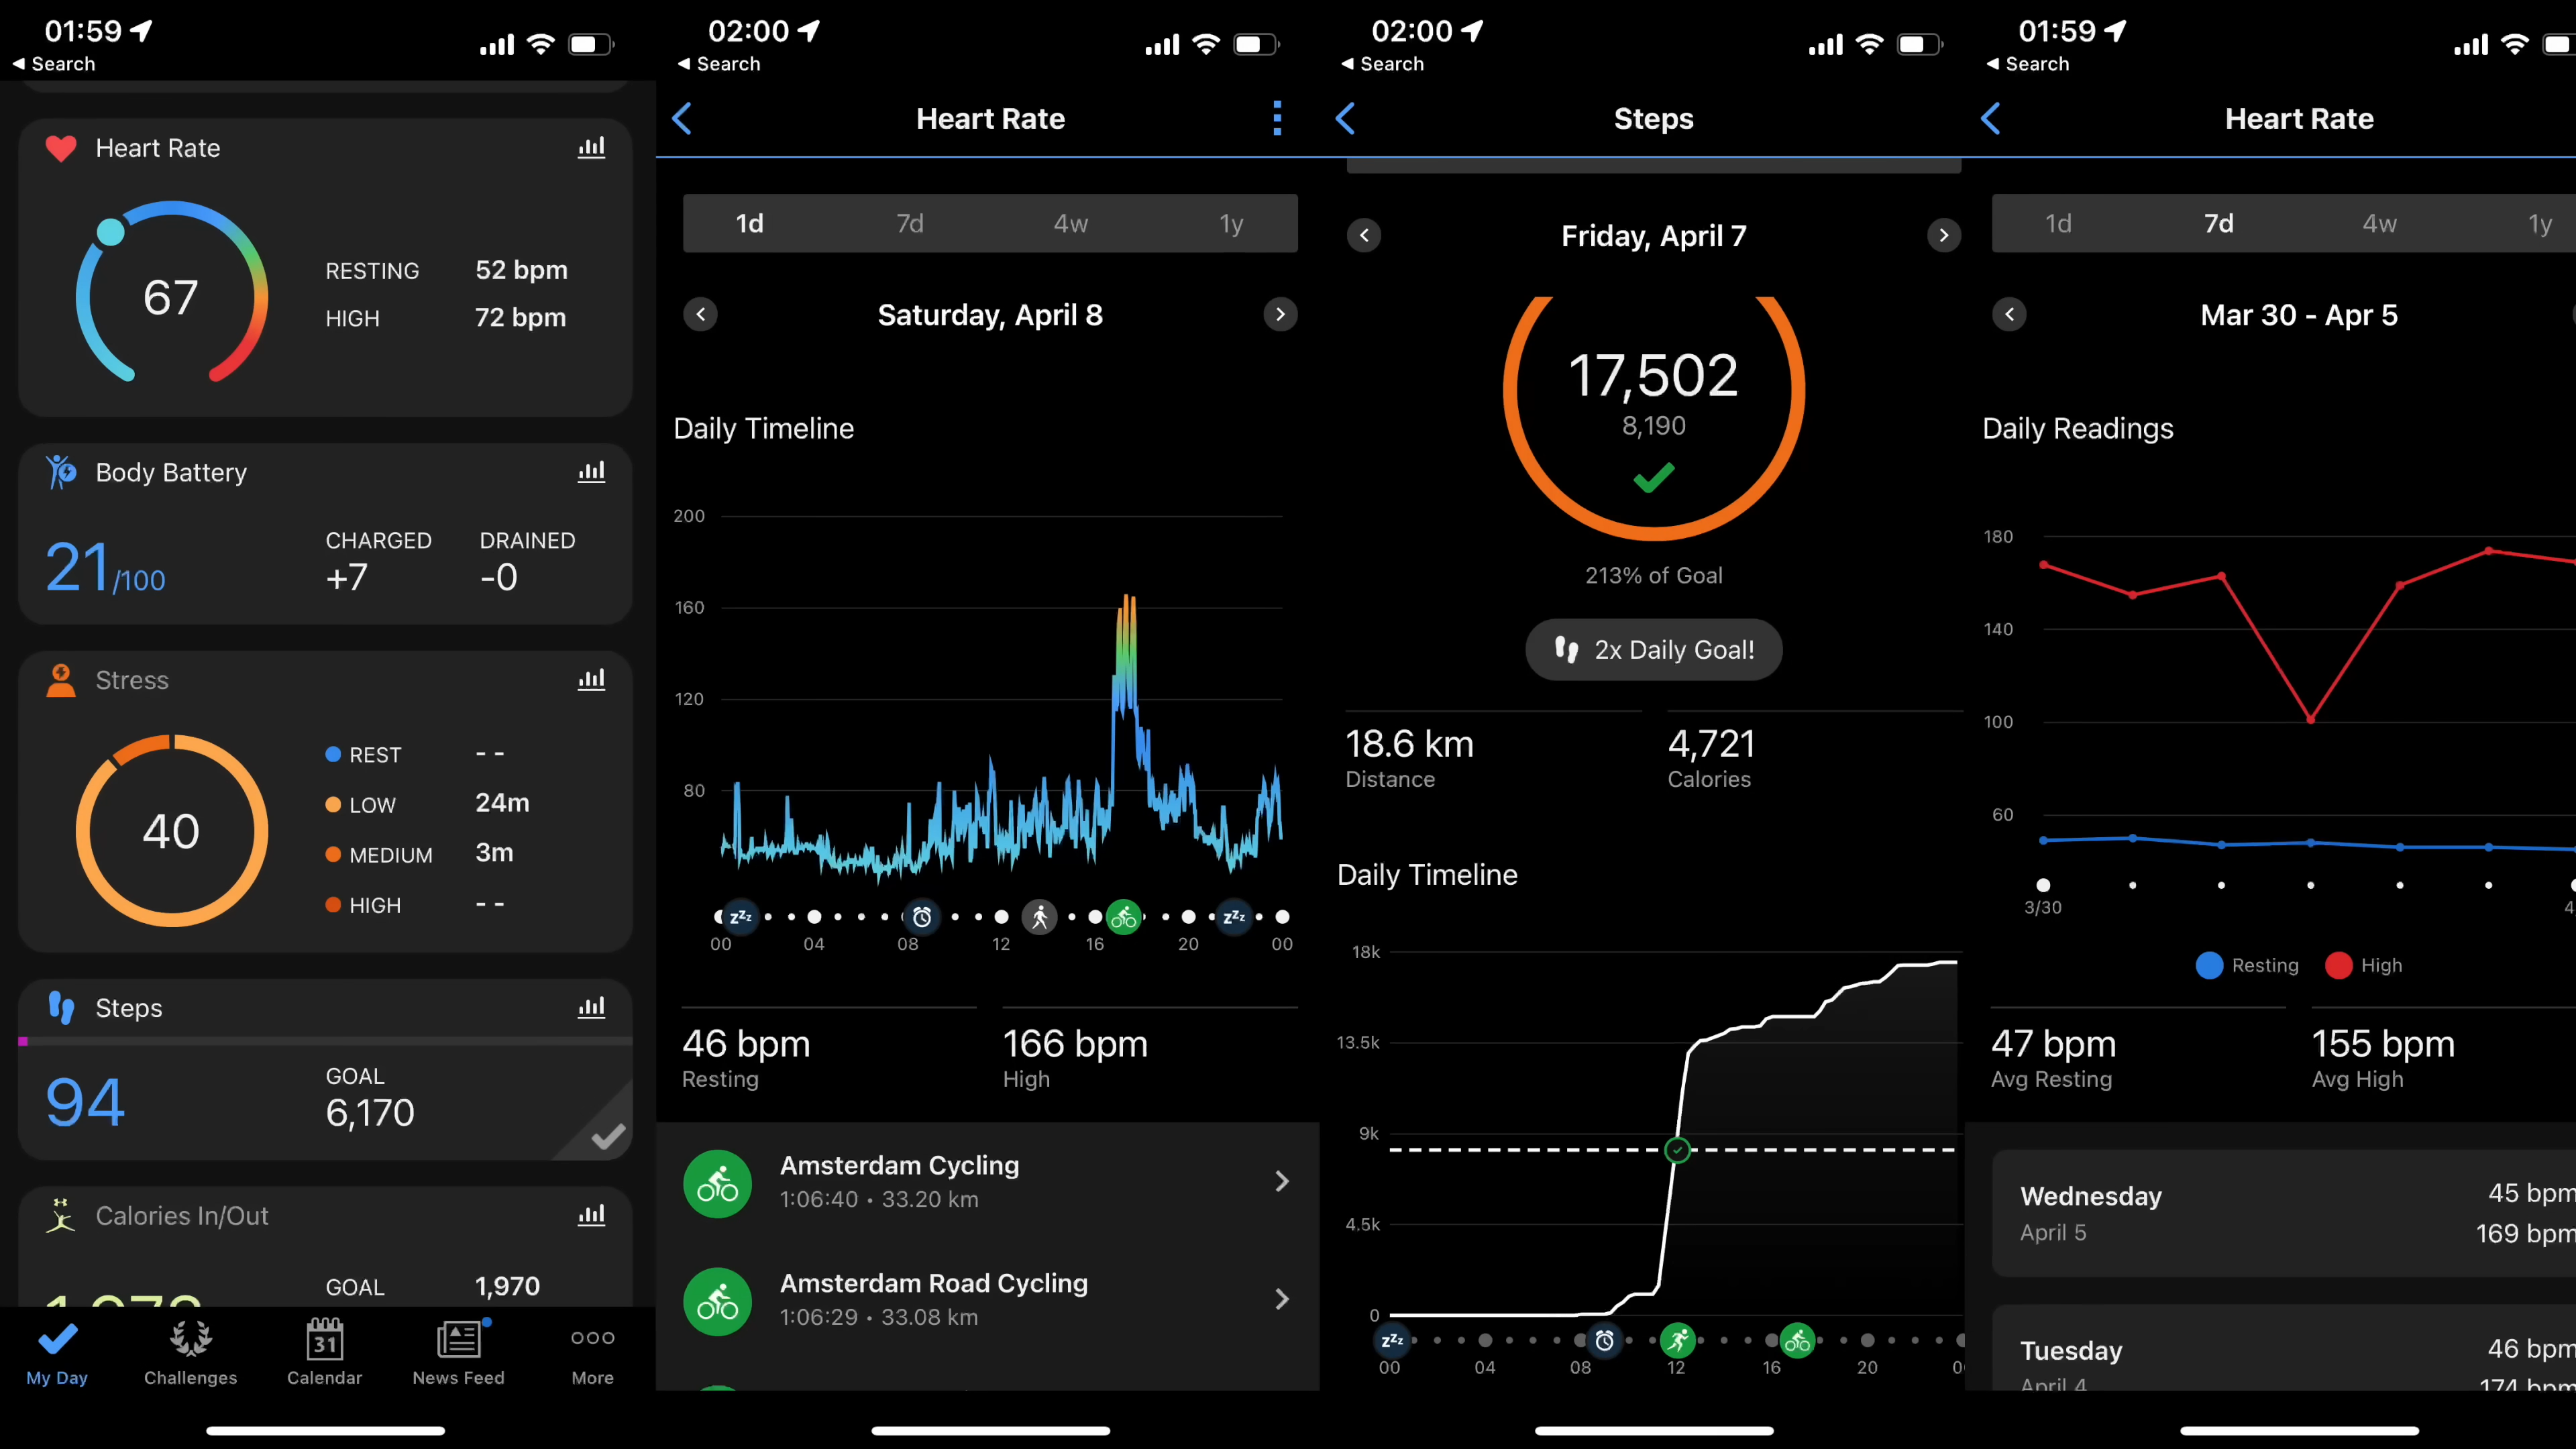 01:59
Search
Heart Rate
67
RESTING 52 bpm
HIGH 72 bpm
Body Battery
21/100
CHARGED
+7
DRAINED
-0
Stress
40
REST - -
LOW 24m
MEDIUM 3m
HIGH - -
Steps
94
GOAL
6,170
Calories In/Out
GOAL 1,970
My Day
Challenges
31
Calendar
News Feed
More
02:00
Search
Heart Rate
1d 7d 4w 1y
Saturday, April 8
Daily Timeline
200
160
120
80
zzz zzz
00 04 08 12 16 20 00
46 bpm
Resting
166 bpm
High
Amsterdam Cycling
1:06:40 • 33.20 km
Amsterdam Road Cycling
1:06:29 • 33.08 km
02:00
Search
Steps
Friday, April 7
17,502
8,190
213% of Goal
2x Daily Goal!
18.6 km
Distance
4,721
Calories
Daily Timeline
18k
13.5k
9k
4.5k
0
zzz
00 04 08 12 16 20 0
01:59
Search
Heart Rate
1d 7d 4w 1y
Mar 30 - Apr 5
Daily Readings
180
140
100
60
3/30 4
Resting High
47 bpm
Avg Resting
155 bpm
Avg High
Wednesday
April 5
45 bpm
169 bpm
Tuesday
April 4
46 bpm
174 bpm